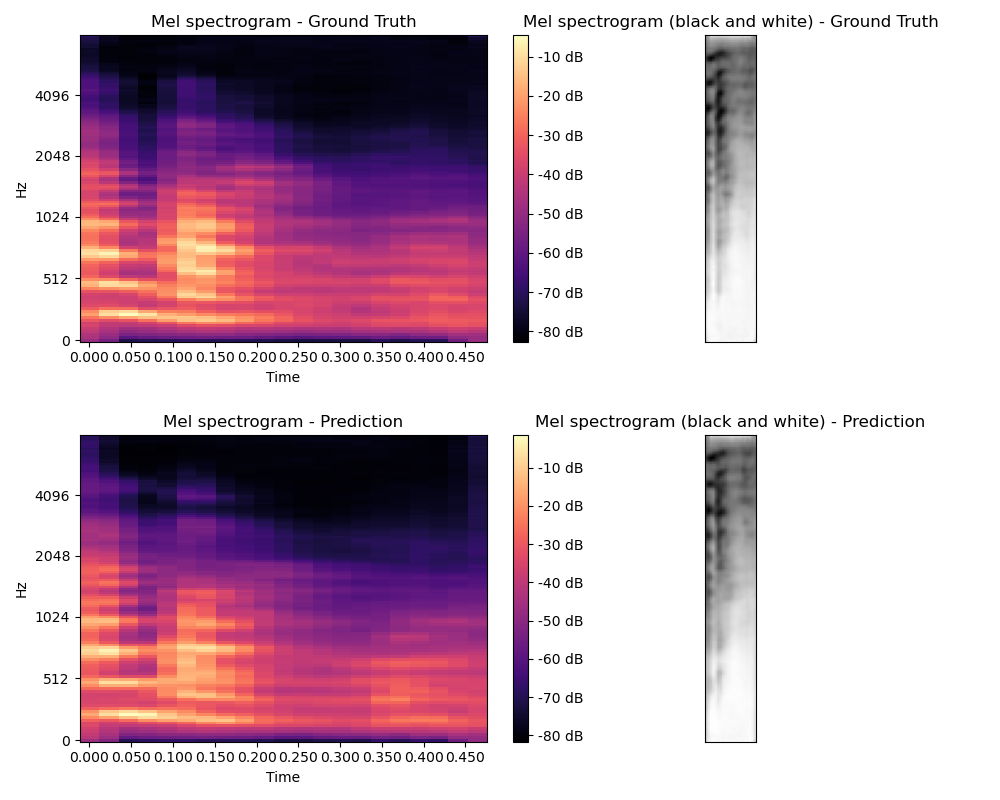 Mel spectrogram - Ground Truth
Hz
4096
2048
1024
512
0
0.000 0.050 0.100 0.150 0.200 0.250 0.300 0.350 0.400 0.450
Time
-10 dB
-20 dB
-30 dB
-40 dB
-50 dB
-60 dB
-70 dB
-80 dB
Mel spectrogram (black and white) - Ground Truth
Mel spectrogram - Prediction
Hz
4096
2048
1024
512
0
0.000 0.050 0.100 0.150 0.200 0.250 0.300 0.350 0.400 0.450
Time
-10 dB
-20 dB
-30 dB
-40 dB
-50 dB
-60 dB
-70 dB
-80 dB
Mel spectrogram (black and white) - Prediction